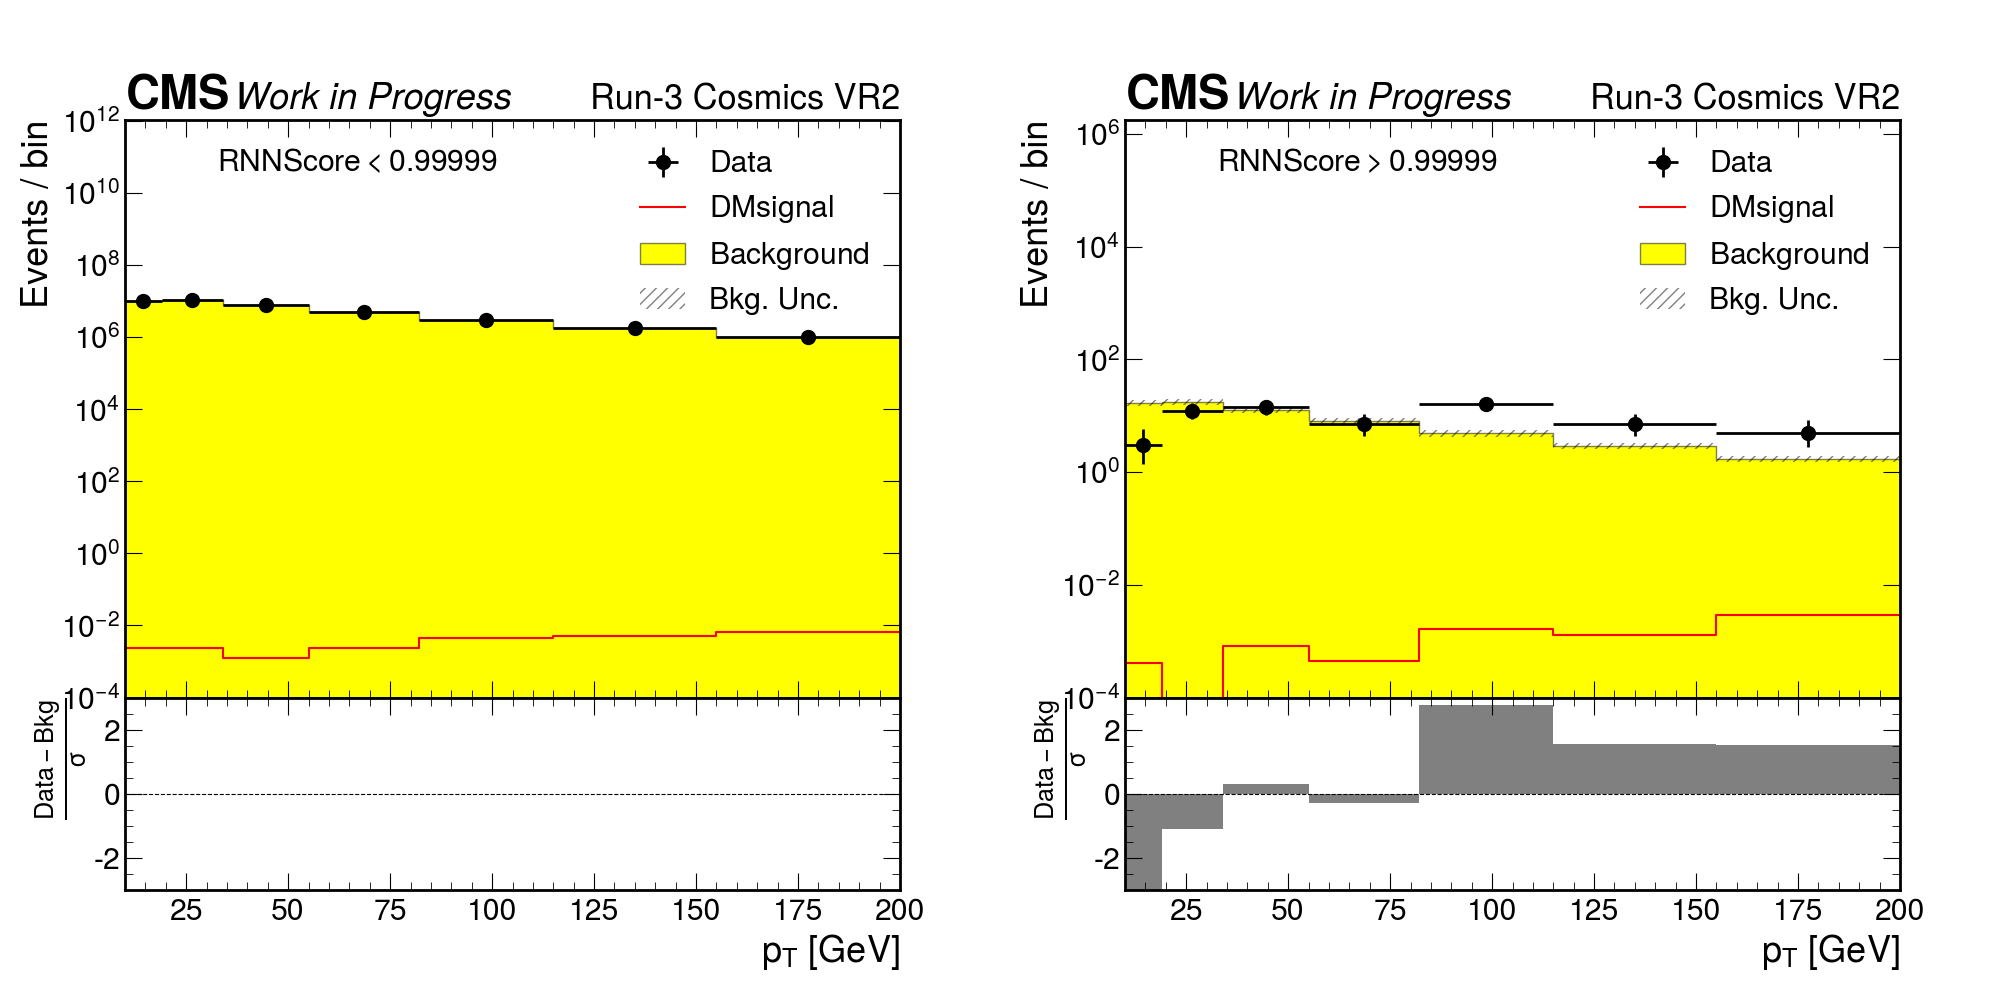 CMS Work in Progress Run-3 Cosmics VR2
Events / bin
10^12
10^10
10^8
10^6
10^4
10^2
10^0
10^−2
10^−4
RNNScore < 0.99999
Data
DMsignal
Background
Bkg. Unc.
Data − Bkg
σ
2
0
-2
25 50 75 100 125 150 175 200
p_T [GeV]
CMS Work in Progress Run-3 Cosmics VR2
Events / bin
10^6
10^4
10^2
10^0
10^−2
10^−4
RNNScore > 0.99999
Data
DMsignal
Background
Bkg. Unc.
Data − Bkg
σ
2
0
-2
25 50 75 100 125 150 175 200
p_T [GeV]